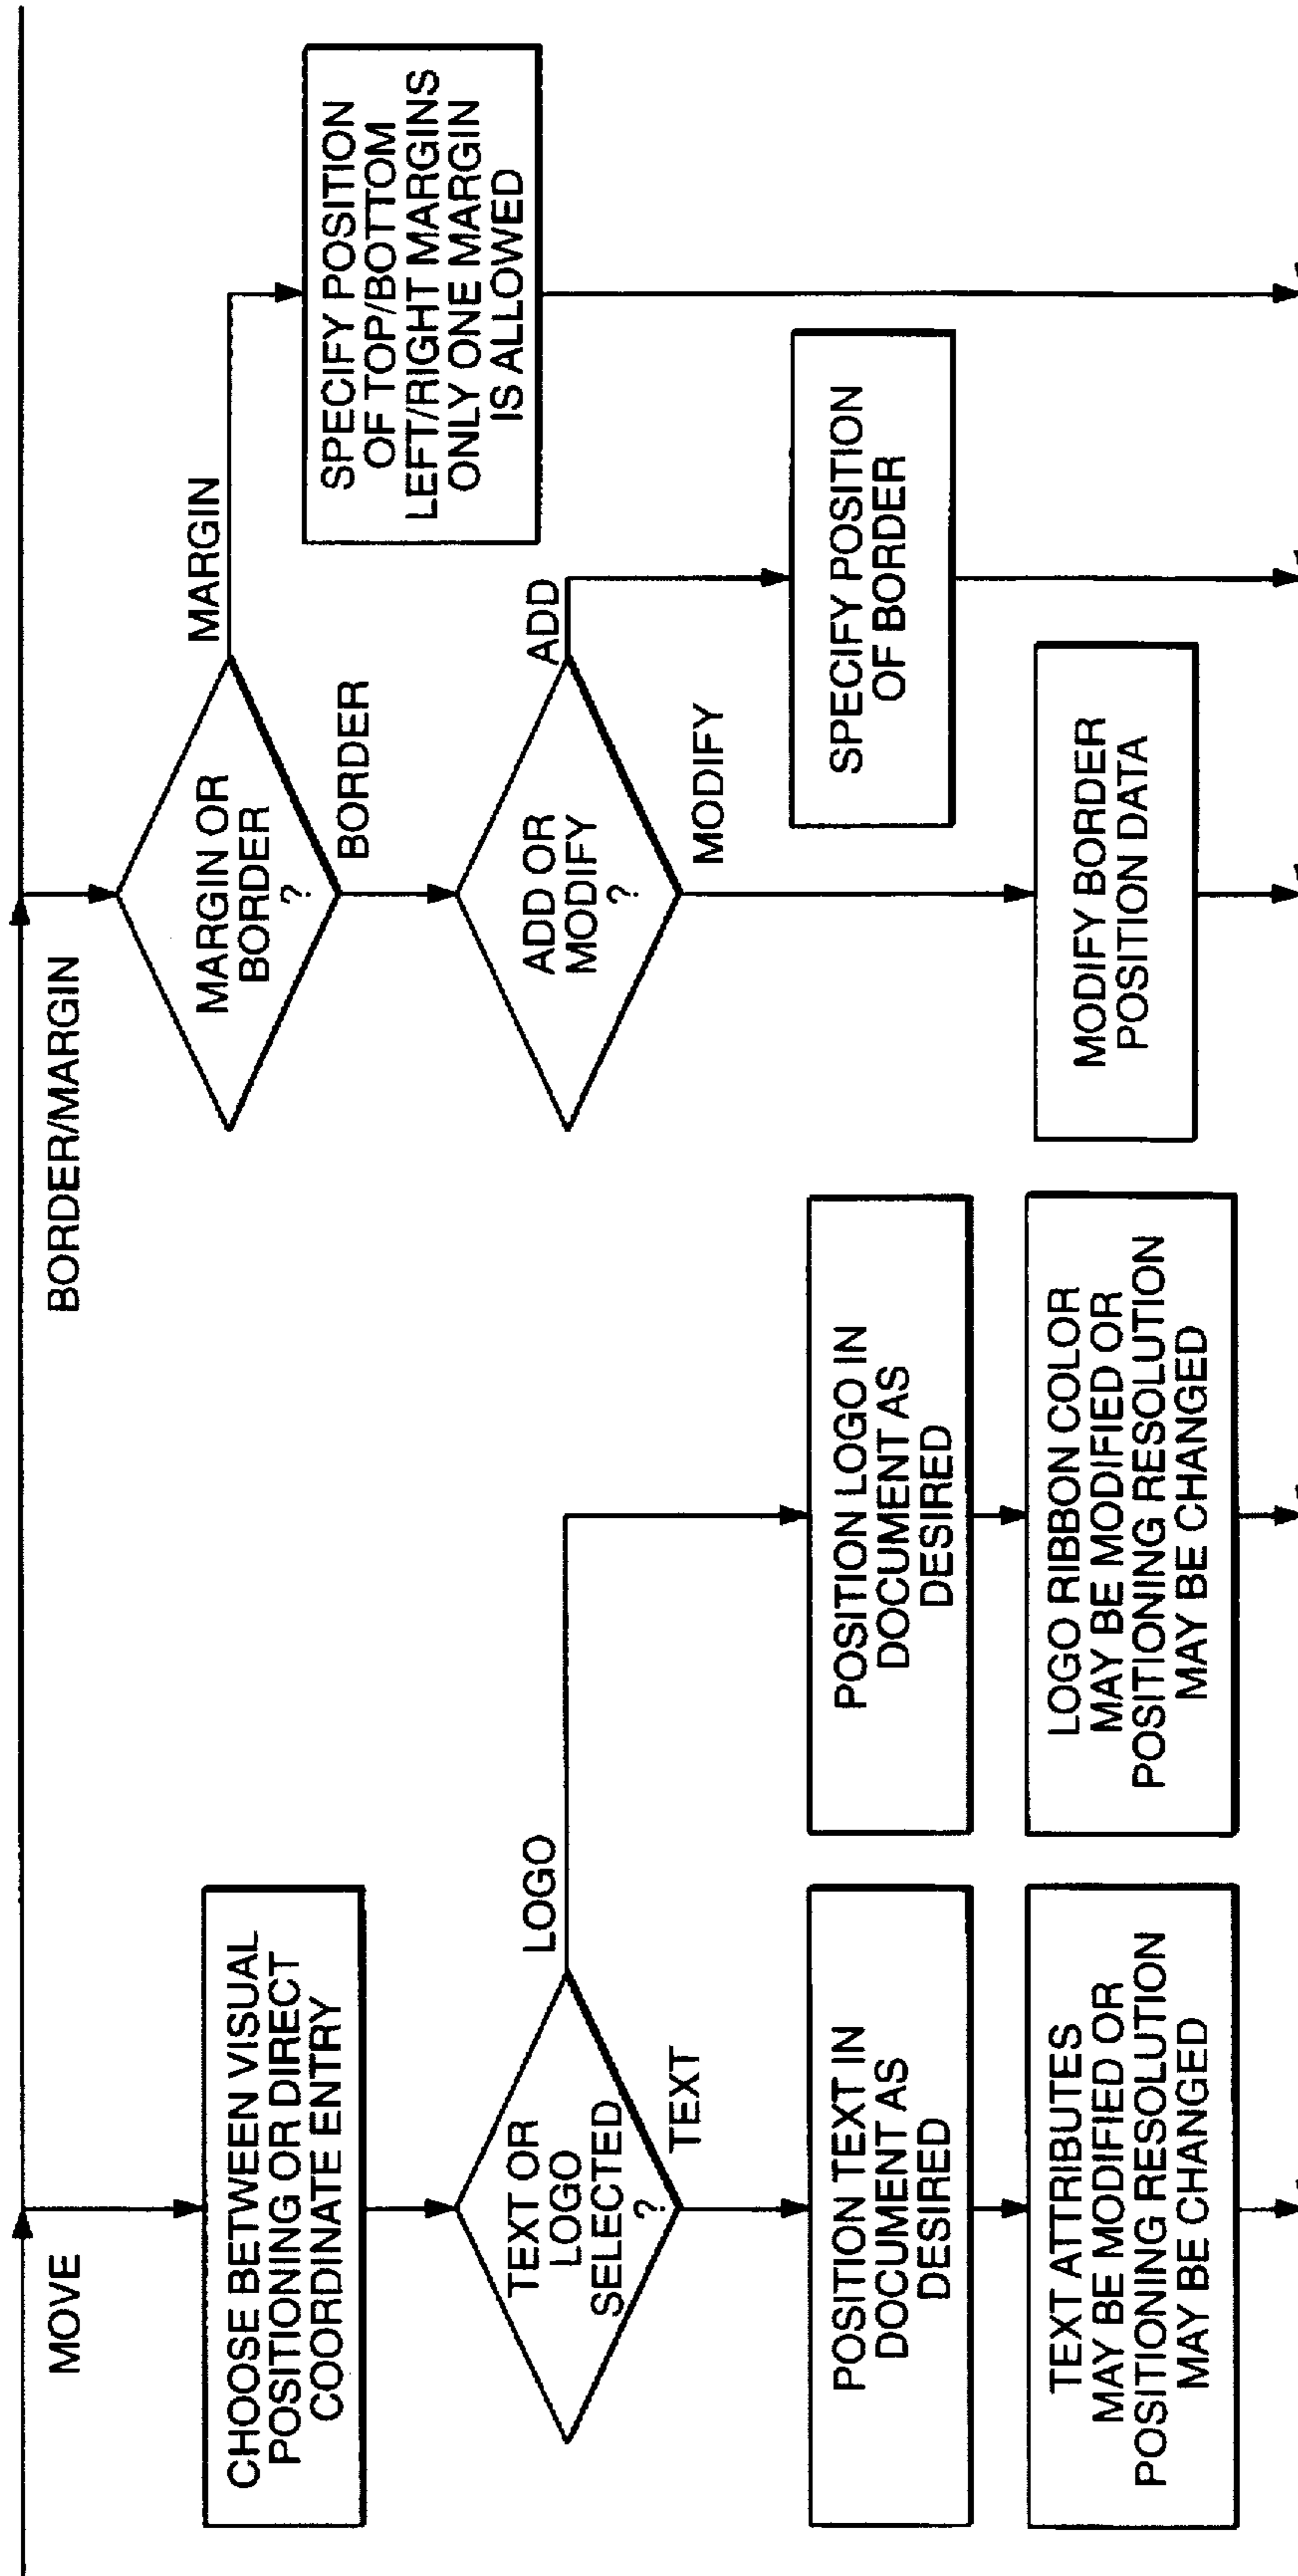 MOVE
CHOOSE BETWEEN VISUAL
POSITIONING OR DIRECT
COORDINATE ENTRY
TEXT OR
LOGO
SELECTED
?
LOGO
TEXT
POSITION TEXT IN
DOCUMENT AS
DESIRED
TEXT ATTRIBUTES
MAY BE MODIFIED OR
POSITIONING RESOLUTION
MAY BE CHANGED
POSITION LOGO IN
DOCUMENT AS
DESIRED
LOGO RIBBON COLOR
MAY BE MODIFIED OR
POSITIONING RESOLUTION
MAY BE CHANGED
BORDER/MARGIN
MARGIN OR
BORDER
?
MARGIN
BORDER
SPECIFY POSITION
OF TOP/BOTTOM
LEFT/RIGHT MARGINS
ONLY ONE MARGIN
IS ALLOWED
ADD OR
MODIFY
?
ADD
MODIFY
SPECIFY POSITION
OF BORDER
MODIFY BORDER
POSITION DATA